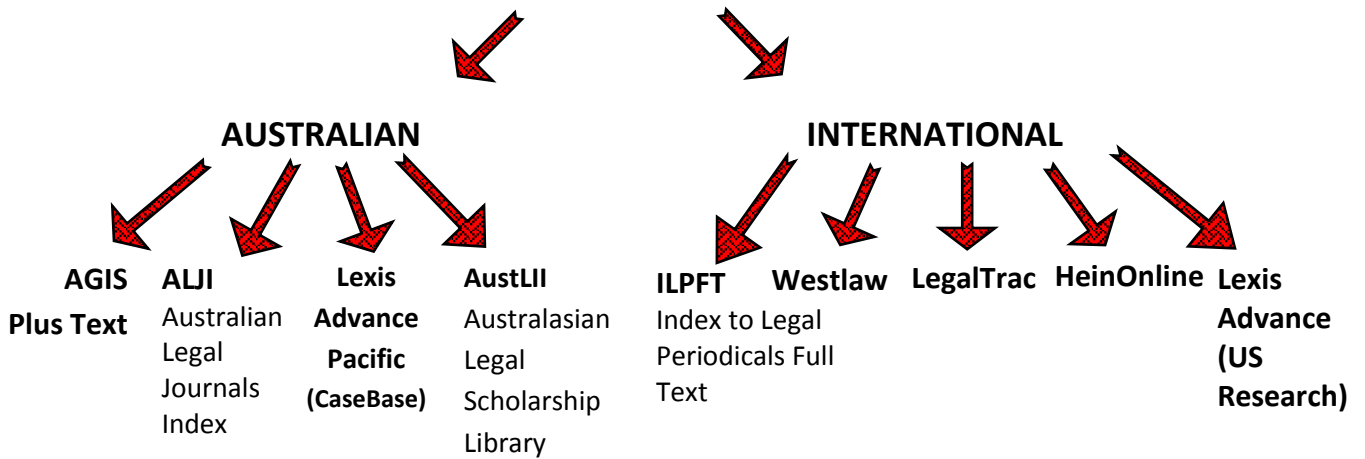 AUSTRALIAN
INTERNATIONAL
AGIS
Plus Text
ALJI
Australian
Legal
Journals
Index
Lexis
Advance
Pacific
(CaseBase)
AustLII
Australasian
Legal
Scholarship
Library
ILPFT
Index to Legal
Periodicals Full
Text
Westlaw
LegalTrac
HeinOnline
Lexis
Advance
(US
Research)